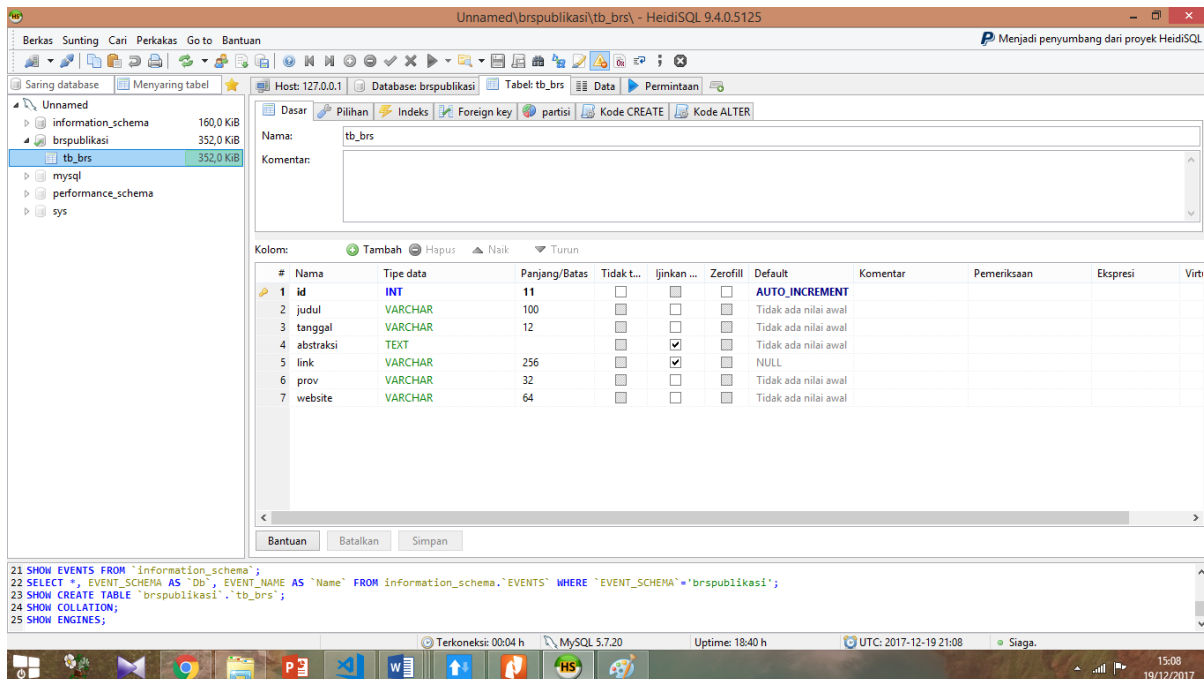 Unnamed\brspublikasi\tb_brs\ - HeidiSQL 9.4.0.5125
Berkas Sunting Cari Perkakas Go to Bantuan
Menjadi penyumbang dari proyek HeidiSQL
Saring database Menyaring tabel
Host: 127.0.0.1 Database: brspublikasi Tabel: tb_brs Data Permintaan
Unnamed
information_schema 160,0 KiB
brspublikasi 352,0 KiB
tb_brs 352,0 KiB
mysql
performance_schema
sys
Dasar Pilihan Indeks Foreign key partisi Kode CREATE Kode ALTER
Nama: tb_brs
Komentar:
Kolom: Tambah Hapus Naik Turun
# Nama Tipe data Panjang/Batas Tidak t... Ijinkan ... Zerofill Default Komentar Pemeriksaan Ekspresi Virtu
1 id INT 11 AUTO_INCREMENT
2 judul VARCHAR 100 Tidak ada nilai awal
3 tanggal VARCHAR 12 Tidak ada nilai awal
4 abstraksi TEXT Tidak ada nilai awal
5 link VARCHAR 256 NULL
6 prov VARCHAR 32 Tidak ada nilai awal
7 website VARCHAR 64 Tidak ada nilai awal
Bantuan Batalkan Simpan
21 SHOW EVENTS FROM `information_schema`;
22 SELECT *, EVENT_SCHEMA AS `Db`, EVENT_NAME AS `Name` FROM information_schema.`EVENTS` WHERE `EVENT_SCHEMA`='brspublikasi';
23 SHOW CREATE TABLE `brspublikasi`.`tb_brs`;
24 SHOW COLLATION;
25 SHOW ENGINES;
Terkoneksi: 00:04 h MySQL 5.7.20 Uptime: 18:40 h UTC: 2017-12-19 21:08 Siaga.
15:08
19/12/2017